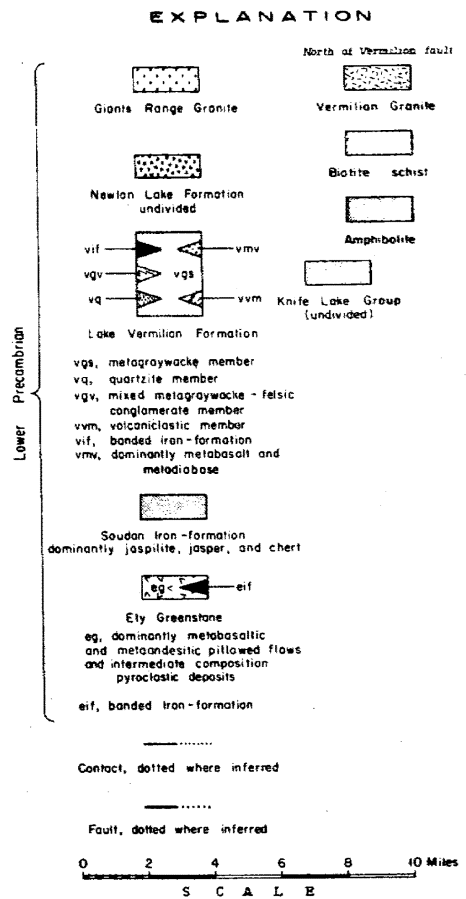 EXPLANATION
North of Vermilion fault
Giants Range Granite
Vermilian Granite
Newton Lake Formation
undivided
Biotite schist
Amphibolite
vif
vmv
vgv
vgs
vq
vvm
Lake Vermilion Formation
Knife Lake Group
(undivided)
Lower Precambrian
vgs, metagraywacke member
vq, quartzite member
vgv, mixed metagraywacke - felsic
conglomerate member
vvm, volcaniclastic member
vif, banded iron-formation
vmv, dominantly metabasalt and
metadiabase
Soudan Iron-formation
dominantly jaspilite, jasper, and chert
eg
eif
Ely Greenstone
eg, dominantly metabasaltic
and metaandesitic pillowed flows
and intermediate composition
pyroclastic deposits
eif, banded Iron-formation
Contact, dotted where inferred
Fault, dotted where inferred
0 2 4 6 8 10 Miles
SCALE